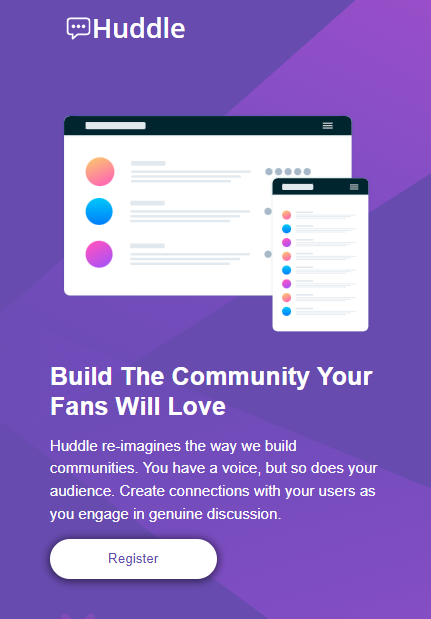 Huddle
Build The Community Your
Fans Will Love
Huddle re-imagines the way we build
communities. You have a voice, but so does your
audience. Create connections with your users as
you engage in genuine discussion.
Register